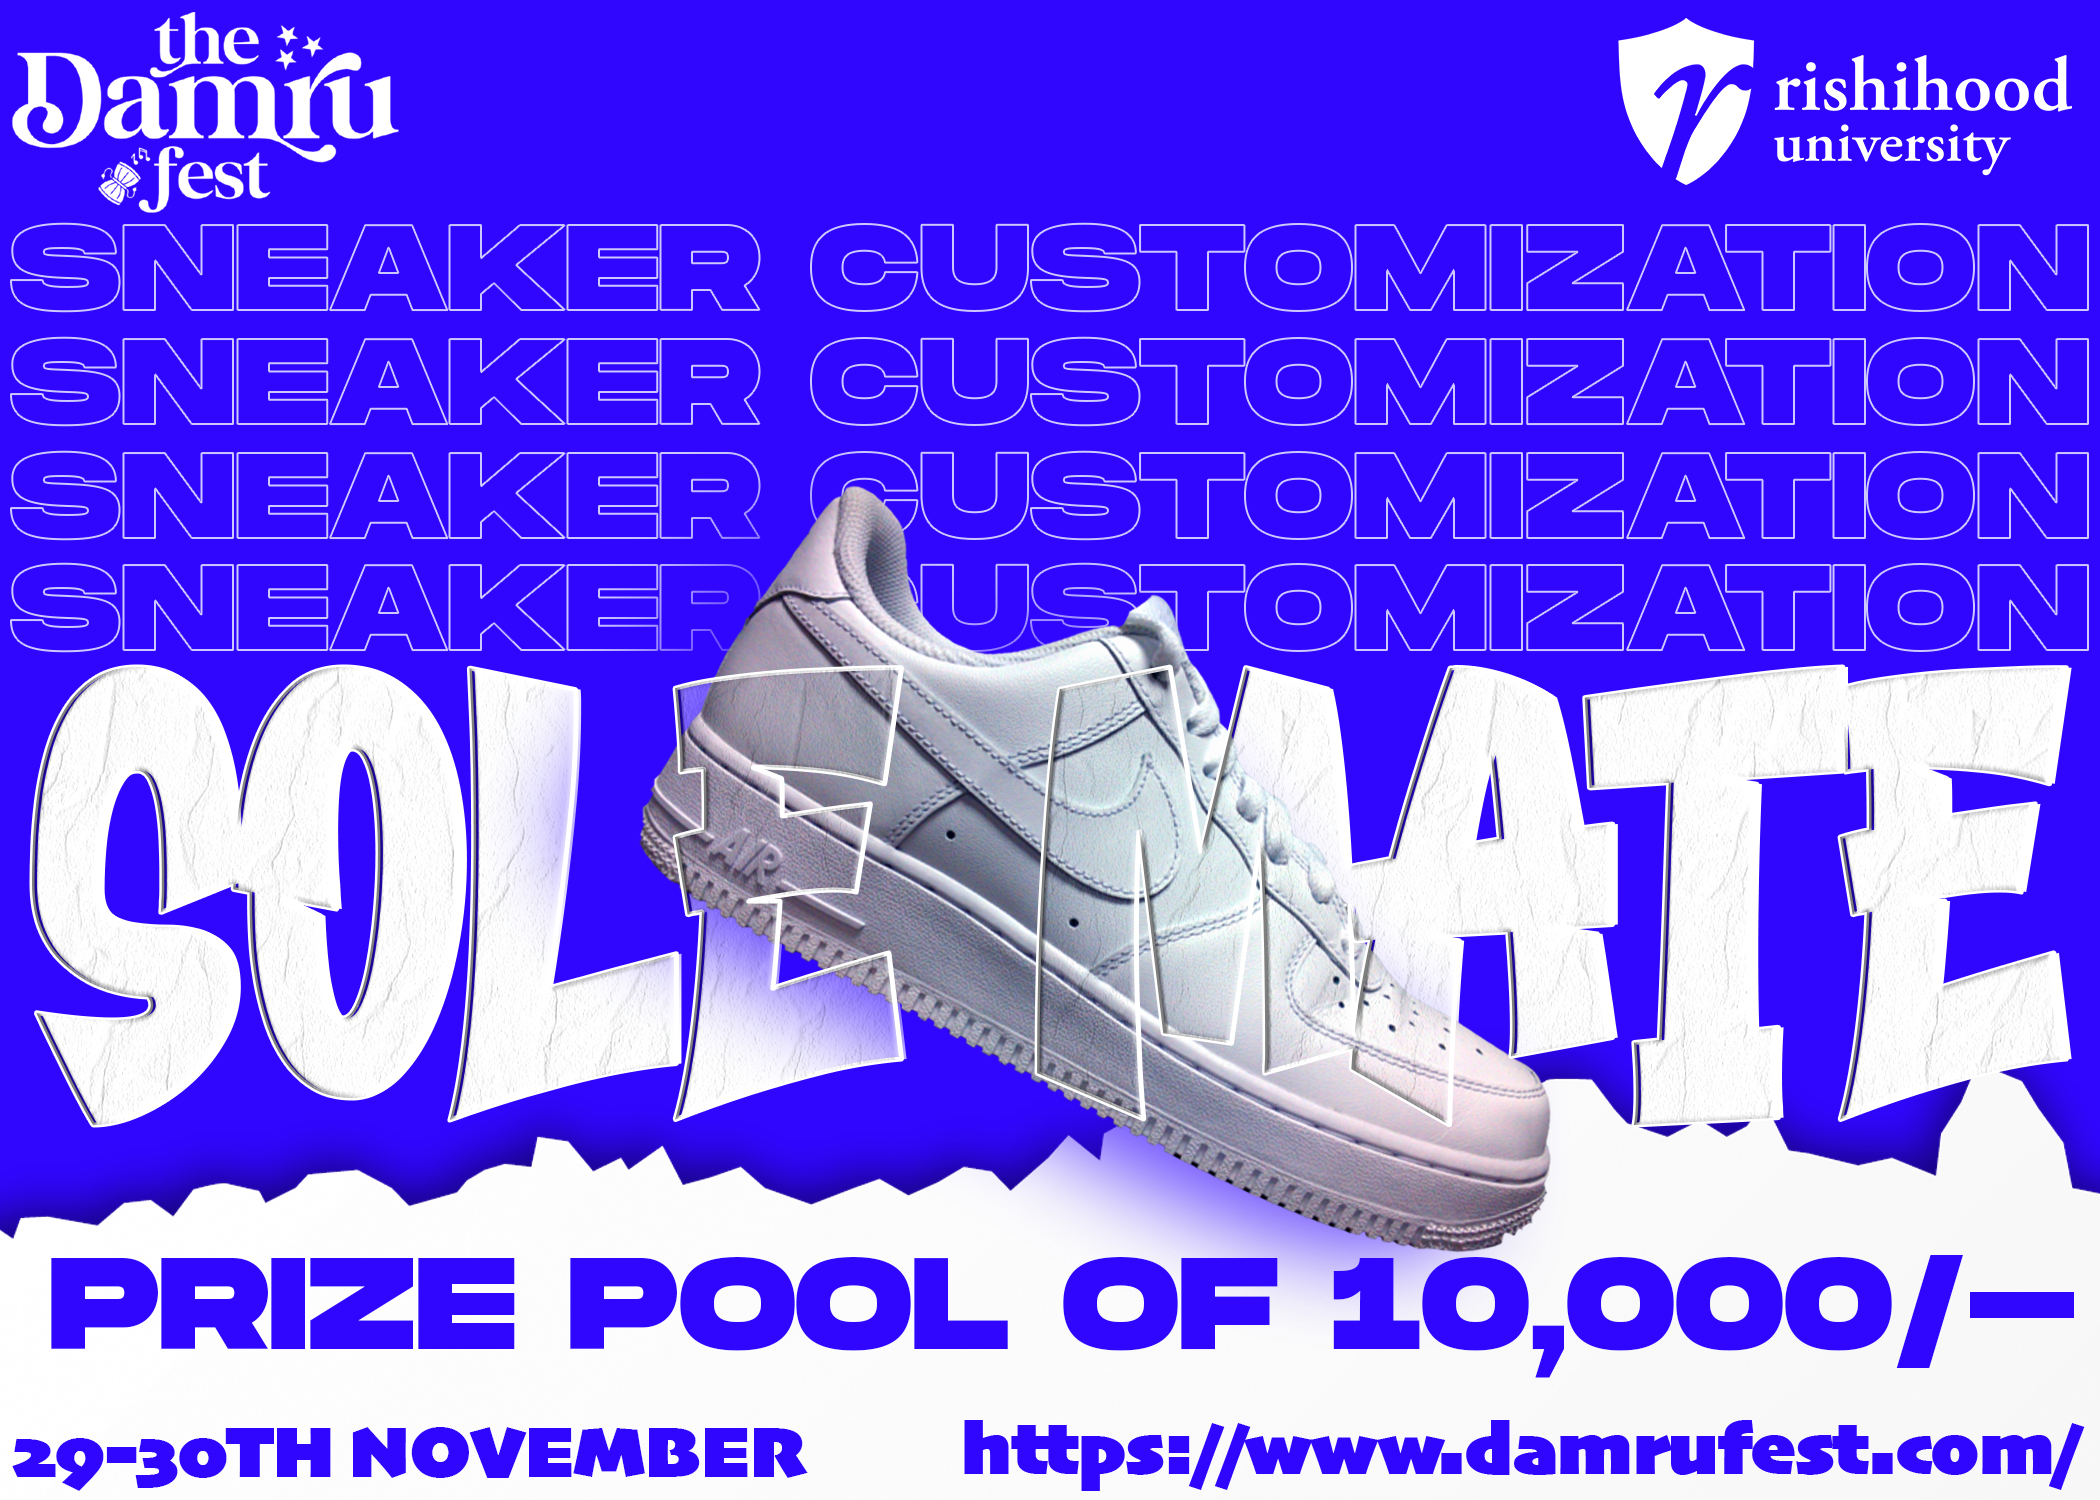 the
Damru
fest
rishihood
university
SNEAKER CUSTOMIZATION
SNEAKER CUSTOMIZATION
SNEAKER CUSTOMIZATION
SNEAKER CUSTOMIZATION
SOLE MATE
AIR
PRIZE POOL OF 10,000/-
29-30TH NOVEMBER
https://www.damrufest.com/